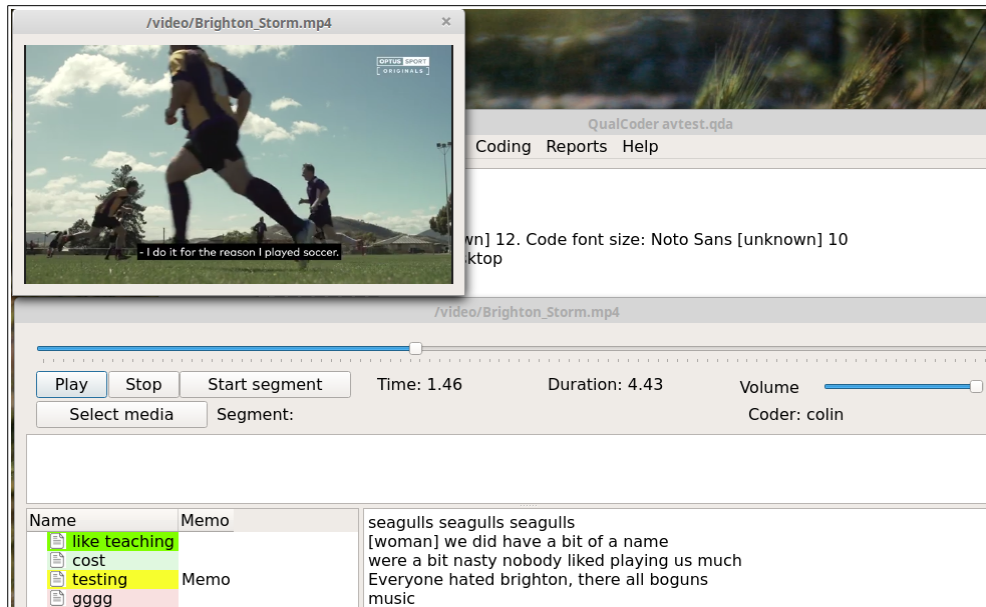 /video/Brighton_Storm.mp4 ×
OPTUS SPORT
ORIGINALS
- I do it for the reason I played soccer.
QualCoder avtest.qda
Coding Reports Help
wn] 12. Code font size: Noto Sans [unknown] 10
ktop
/video/Brighton_Storm.mp4
Play Stop Start segment Time: 1.46 Duration: 4.43 Volume
Select media Segment: Coder: colin
Name Memo
like teaching
cost
testing Memo
gggg
seagulls seagulls seagulls
[woman] we did have a bit of a name
were a bit nasty nobody liked playing us much
Everyone hated brighton, there all boguns
music